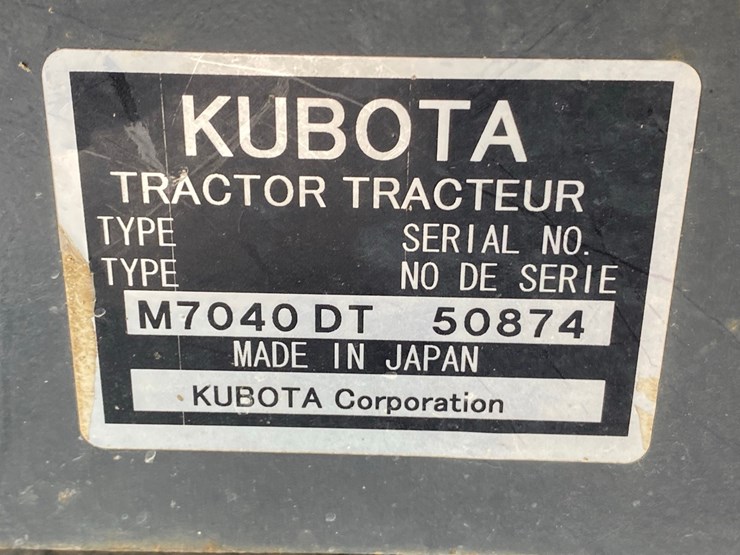 KUBOTA
TRACTOR TRACTEUR
TYPE SERIAL NO.
TYPE NO DE SERIE
M7040 DT 50874
MADE IN JAPAN
KUBOTA Corporation